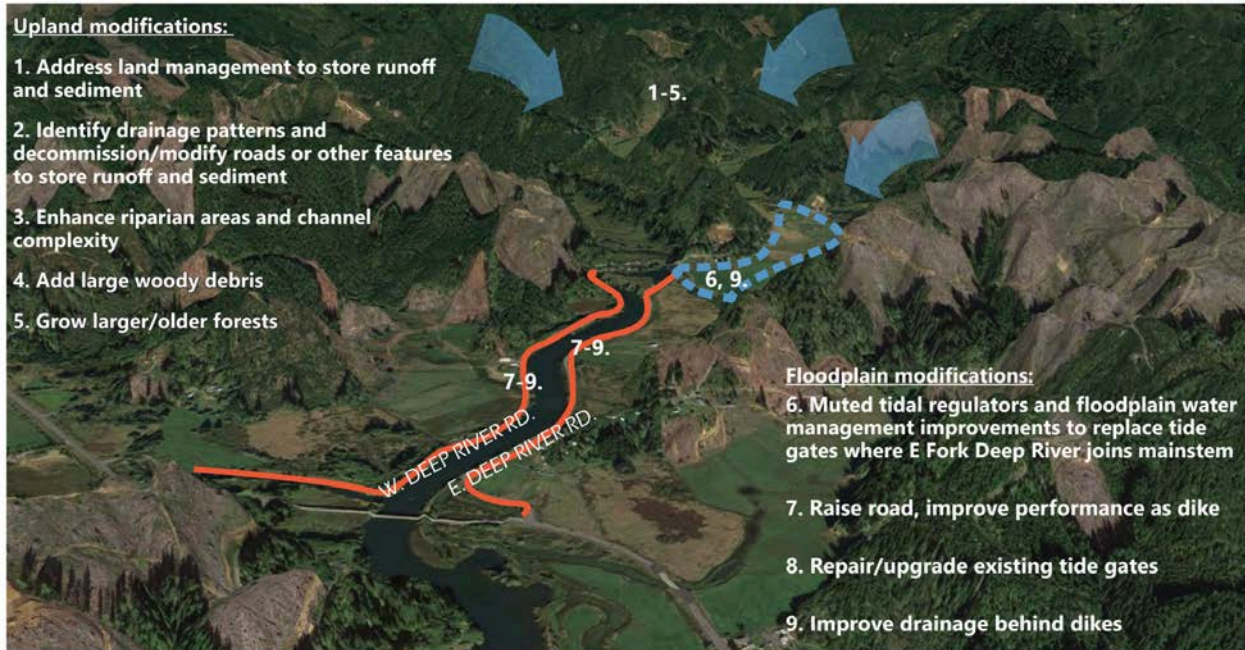 Upland modifications:
1. Address land management to store runoff
and sediment
2. Identify drainage patterns and
decommission/modify roads or other features
to store runoff and sediment
3. Enhance riparian areas and channel
complexity
4. Add large woody debris
5. Grow larger/older forests
1-5.
6, 9.
7-9.
7-9.
W. DEEP RIVER RD.
E. DEEP RIVER RD.
Floodplain modifications:
6. Muted tidal regulators and floodplain water
management improvements to replace tide
gates where E Fork Deep River joins mainstem
7. Raise road, improve performance as dike
8. Repair/upgrade existing tide gates
9. Improve drainage behind dikes